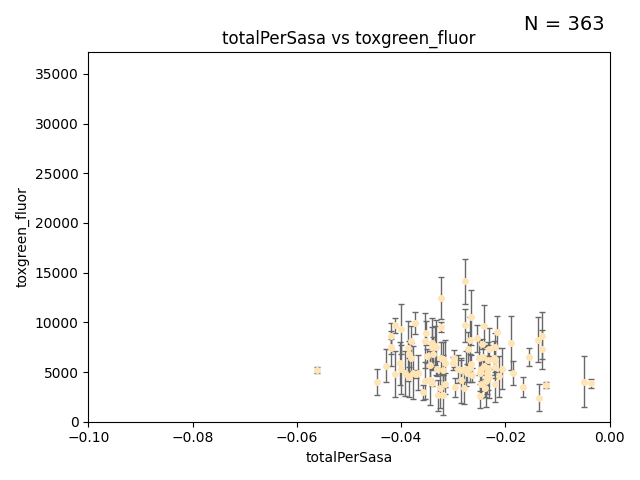 N = 363
totalPerSasa vs toxgreen_fluor
toxgreen_fluor
35000
30000
25000
20000
15000
10000
5000
0
−0.10 −0.08 −0.06 −0.04 −0.02 0.00
totalPerSasa